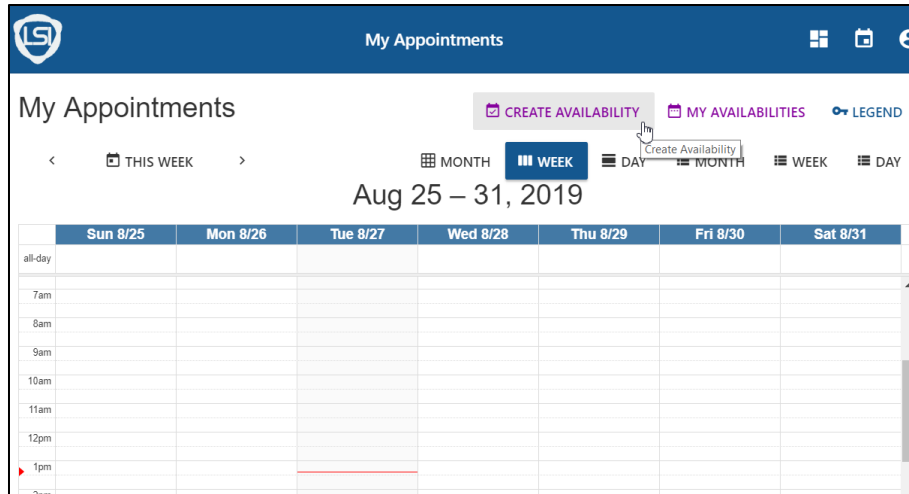 LSI
My Appointments
My Appointments
CREATE AVAILABILITY MY AVAILABILITIES LEGEND
Create Availability
THIS WEEK MONTH WEEK DAY MONTH WEEK DAY
Aug 25 – 31, 2019
Sun 8/25 Mon 8/26 Tue 8/27 Wed 8/28 Thu 8/29 Fri 8/30 Sat 8/31
all-day
7am
8am
9am
10am
11am
12pm
1pm
2pm